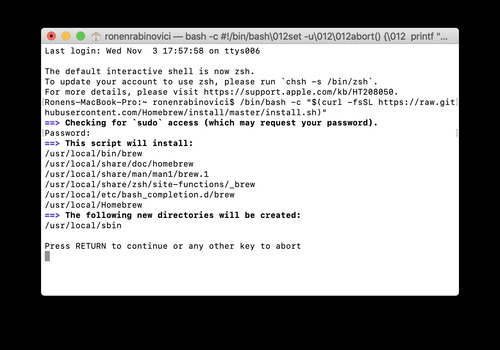 ronenrabinovici — bash -c #!/bin/bash\012set -u\012\012abort() {\012  printf "...
Last login: Wed Nov  3 17:57:58 on ttys006
The default interactive shell is now zsh.
To update your account to use zsh, please run `chsh -s /bin/zsh`.
For more details, please visit https://support.apple.com/kb/HT208050.
Ronens-MacBook-Pro:~ ronenrabinovici$ /bin/bash -c "$(curl -fsSL https://raw.git
hubusercontent.com/Homebrew/install/master/install.sh)"
==> Checking for `sudo` access (which may request your password).
Password:
==> This script will install:
/usr/local/bin/brew
/usr/local/share/doc/homebrew
/usr/local/share/man/man1/brew.1
/usr/local/share/zsh/site-functions/_brew
/usr/local/etc/bash_completion.d/brew
/usr/local/Homebrew
==> The following new directories will be created:
/usr/local/sbin
Press RETURN to continue or any other key to abort